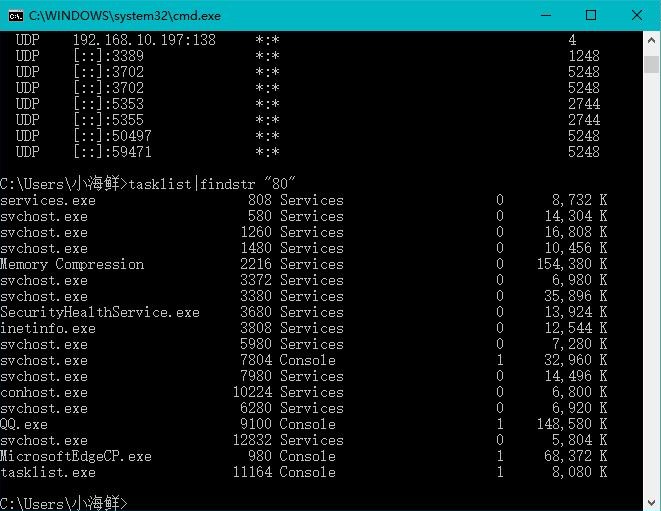 C:\WINDOWS\system32\cmd.exe
UDP 192.168.10.197:138 *:* 4
UDP [::]:3389 *:* 1248
UDP [::]:3702 *:* 5248
UDP [::]:3702 *:* 5248
UDP [::]:5353 *:* 2744
UDP [::]:5355 *:* 2744
UDP [::]:50497 *:* 5248
UDP [::]:59471 *:* 5248
C:\Users\小海鲜>tasklist|findstr "80"
services.exe 808 Services 0 8,732 K
svchost.exe 580 Services 0 14,304 K
svchost.exe 1260 Services 0 16,808 K
svchost.exe 1480 Services 0 10,456 K
Memory Compression 2216 Services 0 154,380 K
svchost.exe 3372 Services 0 6,980 K
svchost.exe 3380 Services 0 35,896 K
SecurityHealthService.exe 3680 Services 0 13,924 K
inetinfo.exe 3808 Services 0 12,544 K
svchost.exe 5980 Services 0 7,280 K
svchost.exe 7804 Console 1 32,960 K
svchost.exe 7980 Services 0 14,496 K
conhost.exe 10224 Services 0 6,800 K
svchost.exe 6280 Services 0 6,920 K
QQ.exe 9100 Console 1 148,580 K
svchost.exe 12832 Services 0 5,804 K
MicrosoftEdgeCP.exe 980 Console 1 68,372 K
tasklist.exe 11164 Console 1 8,080 K
C:\Users\小海鲜>